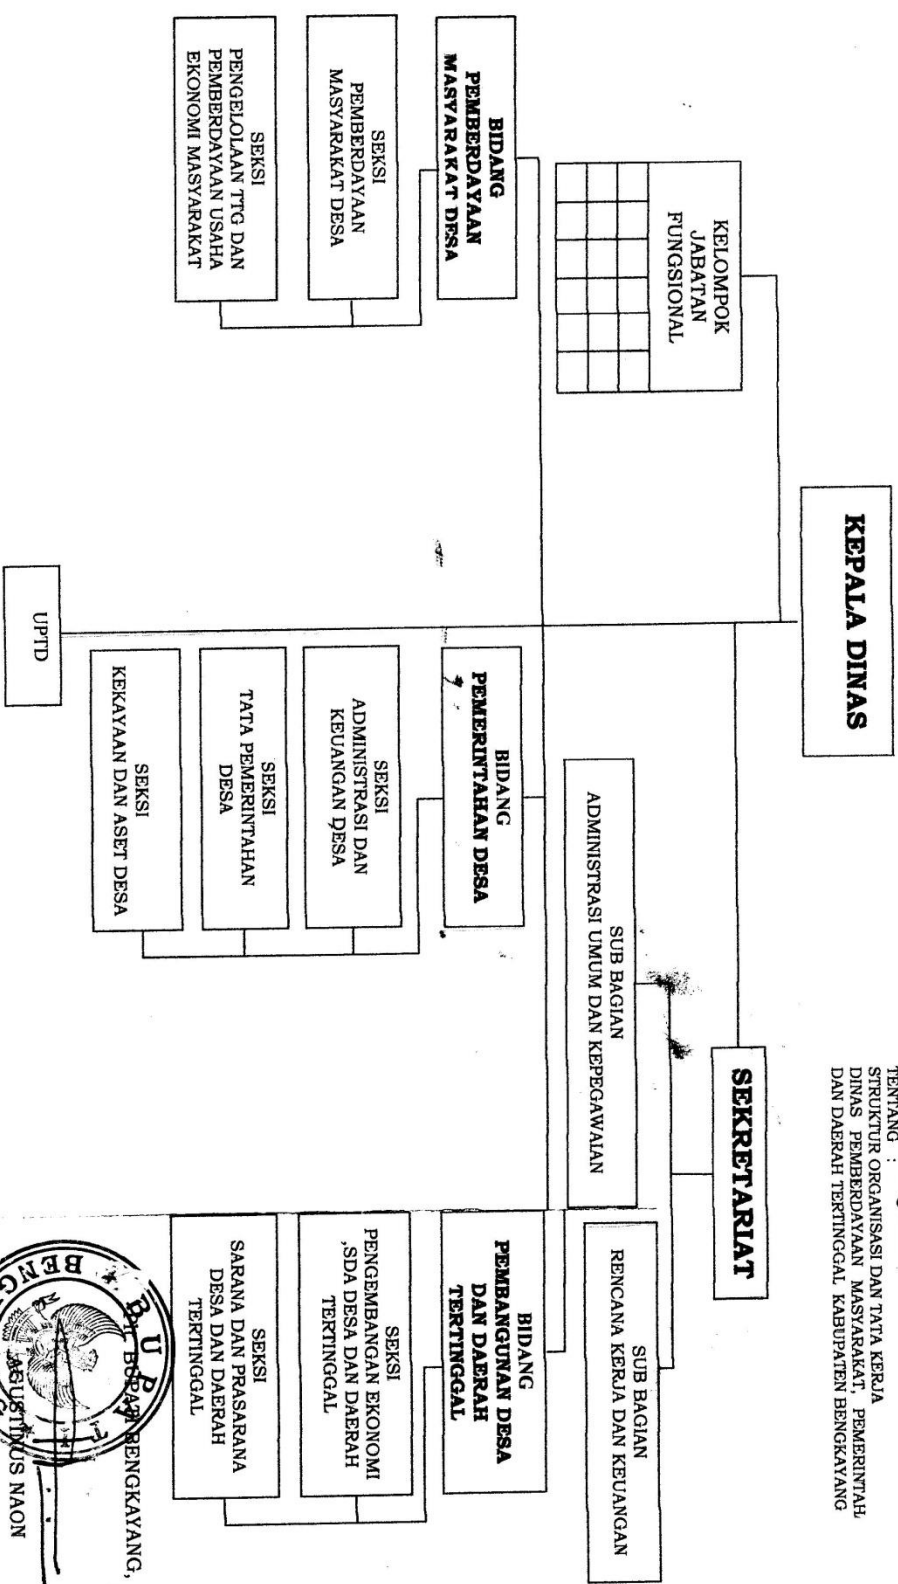 TENTANG :
STRUKTUR ORGANISASI DAN TATA KERJA
DINAS PEMBERDAYAAN MASYARAKAT, PEMERINTAH
DAN DAERAH TERTINGGAL KABUPATEN BENGKAYANG
KEPALA DINAS
KELOMPOK
JABATAN
FUNGSIONAL
SEKRETARIAT
SUB BAGIAN
ADMINISTRASI UMUM DAN KEPEGAWAIAN
SUB BAGIAN
RENCANA KERJA DAN KEUANGAN
BIDANG
PEMBERDAYAAN
MASYARAKAT DESA
SEKSI
PEMBERDAYAAN
MASYARAKAT DESA
SEKSI
PENGELOLAAN TTG DAN
PEMBERDAYAAN USAHA
EKONOMI MASYARAKAT
BIDANG
PEMERINTAHAN DESA
SEKSI
ADMINISTRASI DAN
KEUANGAN DESA
SEKSI
TATA PEMERINTAHAN
DESA
SEKSI
KEKAYAAN DAN ASET DESA
BIDANG
PEMBANGUNAN DESA
DAN DAERAH
TERTINGGAL
SEKSI
PENGEMBANGAN EKONOMI
,SDA DESA DAN DAERAH
TERTINGGAL
SEKSI
SARANA DAN PRASARANA
DESA DAN DAERAH
TERTINGGAL
UPTD
BUPATI BENGKAYANG,
BUPATI
AGUSTINUS NAON